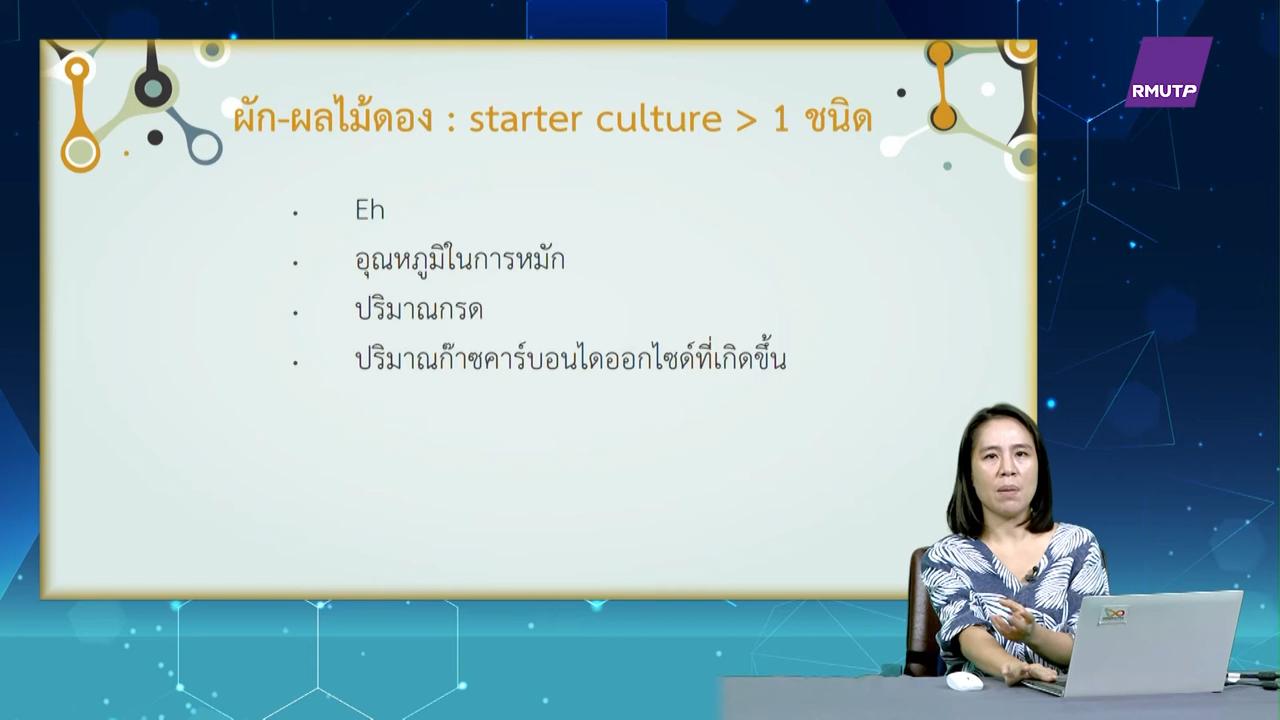 ผัก-ผลไม้ดอง : starter culture > 1 ชนิด
RMUTP
• Eh
• อุณหภูมิในการหมัก
• ปริมาณกรด
• ปริมาณก๊าซคาร์บอนไดออกไซด์ที่เกิดขึ้น